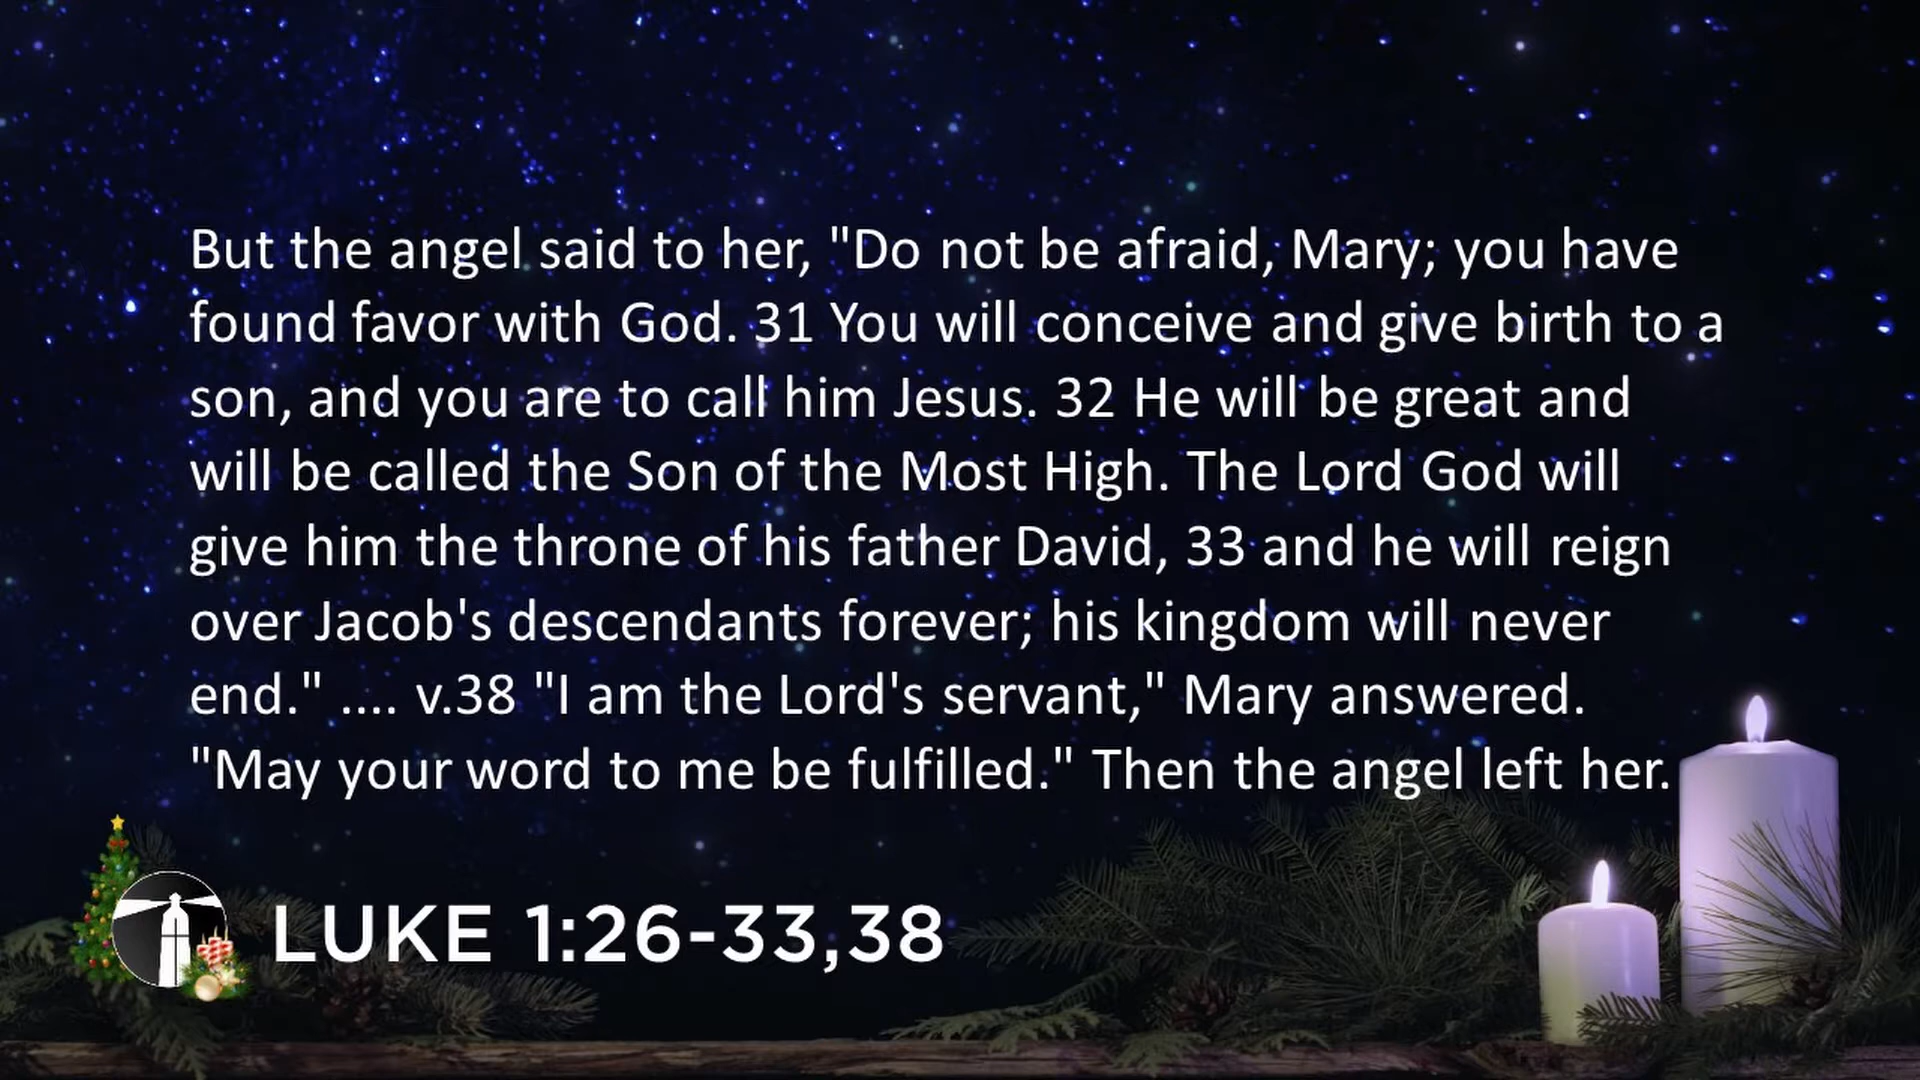 But the angel said to her, "Do not be afraid, Mary; you have
found favor with God. 31 You will conceive and give birth to a
son, and you are to call him Jesus. 32 He will be great and
will be called the Son of the Most High. The Lord God will
give him the throne of his father David, 33 and he will reign
over Jacob's descendants forever; his kingdom will never
end." .... v.38 "I am the Lord's servant," Mary answered.
"May your word to me be fulfilled." Then the angel left her.
LUKE 1:26-33,38